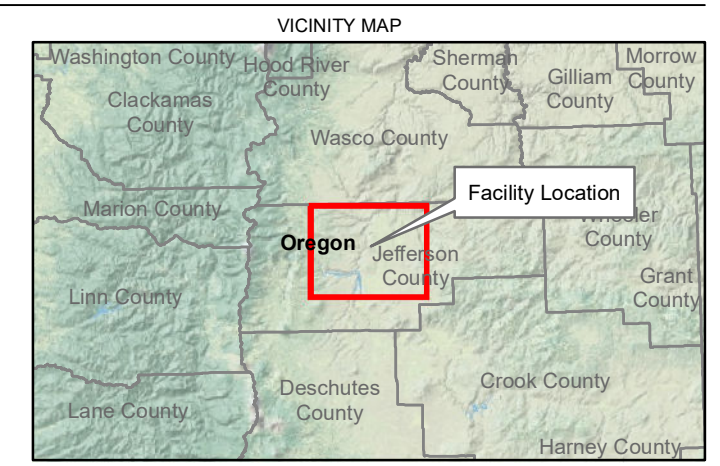 VICINITY MAP
Washington County
Hood River
County
Sherman
County
Gilliam
County
Morrow
County
Clackamas
County
Wasco County
Facility Location
Marion County
Oregon
Jefferson
County
Wheeler
County
Grant
County
Linn County
Deschutes
County
Crook County
Lane County
Harney County